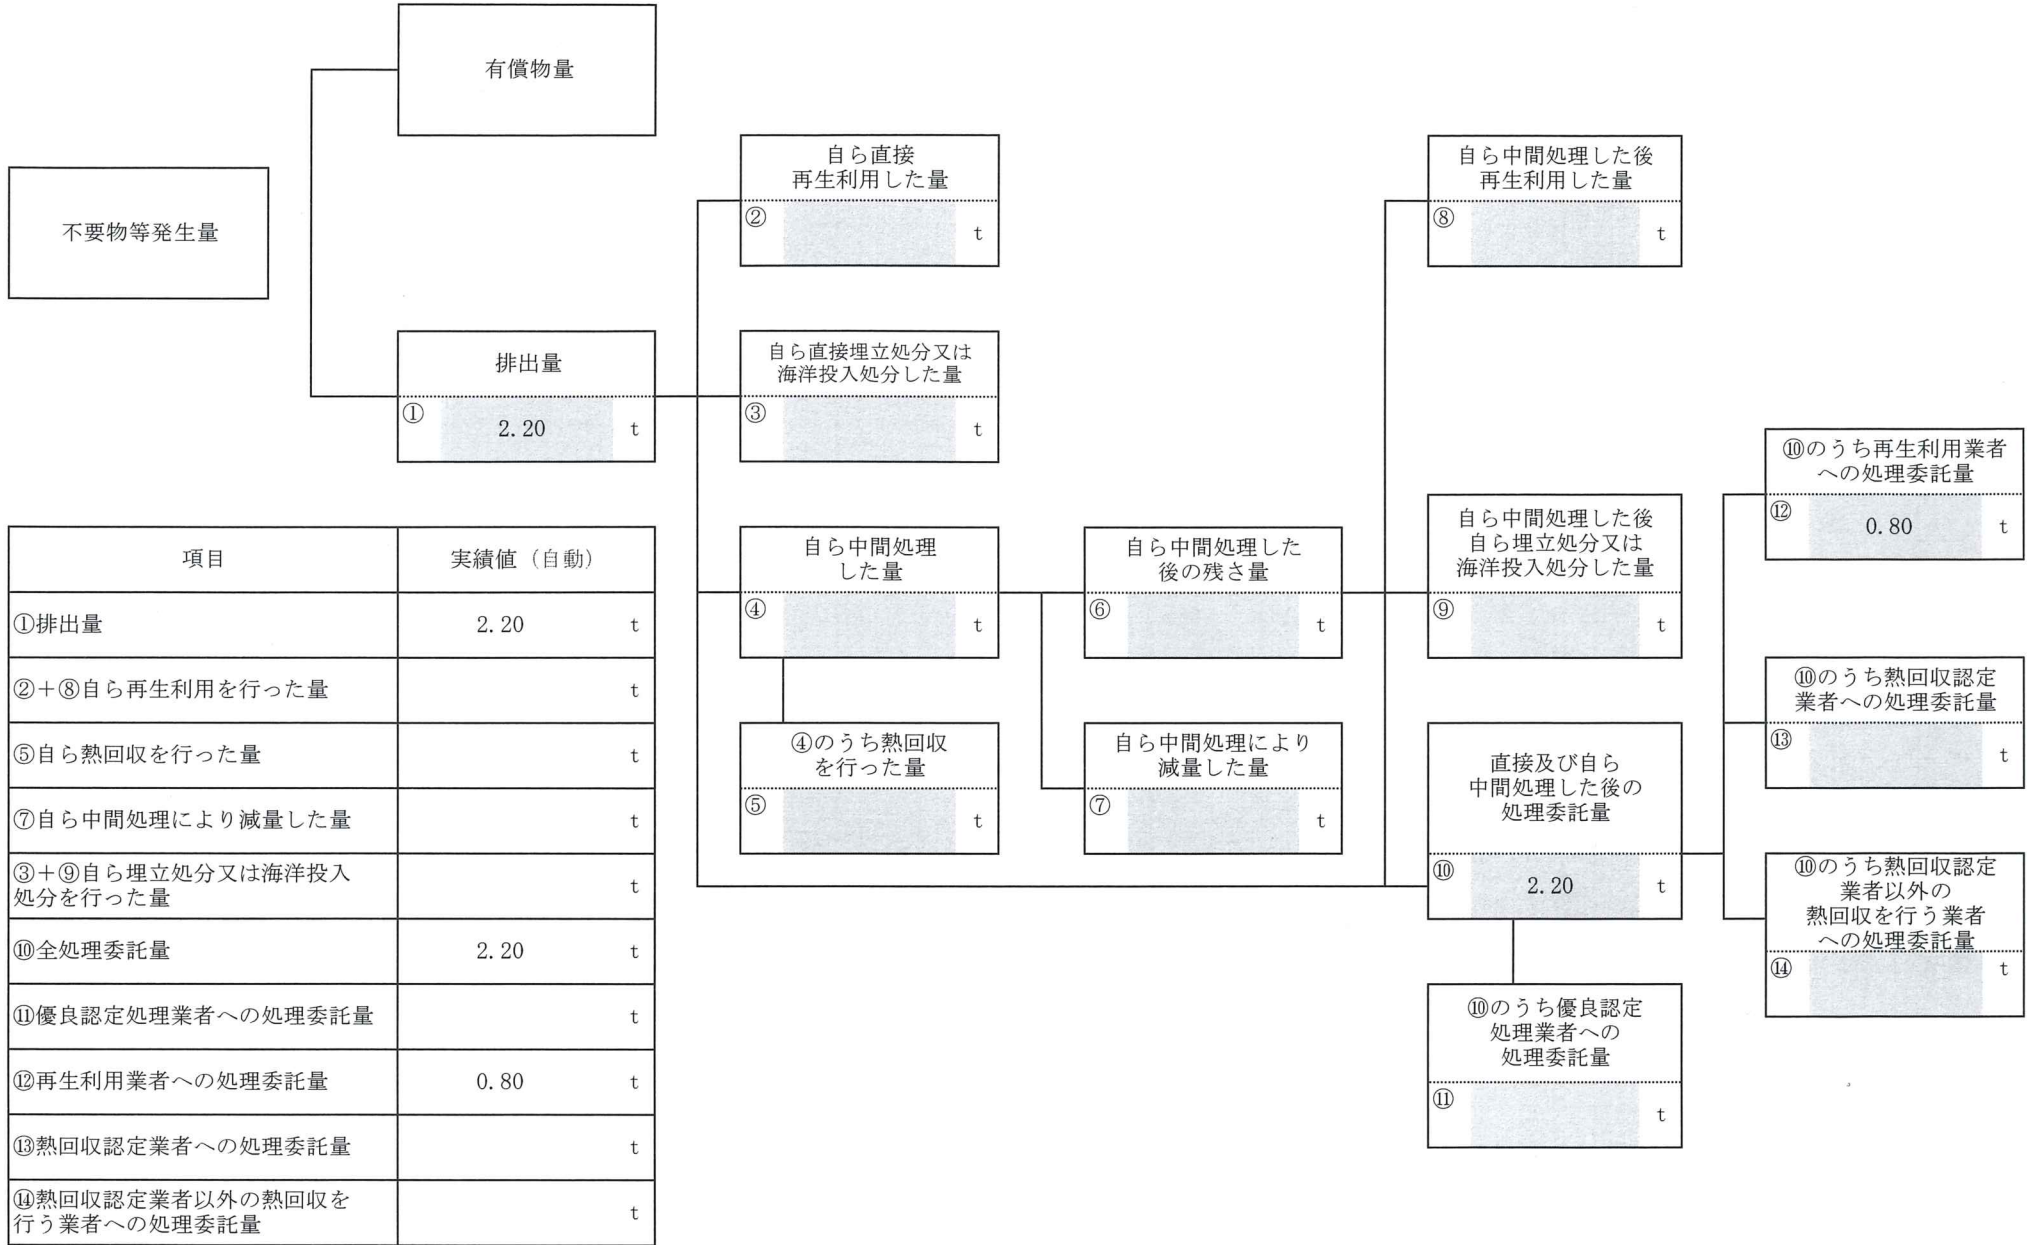 有償物量
不要物等発生量
排出量
① 2.20 t
自ら直接
再生利用した量
② t
自ら直接埋立処分又は
海洋投入処分した量
③ t
自ら中間処理
した量
④ t
④のうち熱回収
を行った量
⑤ t
自ら中間処理した
後の残さ量
⑥ t
自ら中間処理により
減量した量
⑦ t
自ら中間処理した後
再生利用した量
⑧ t
自ら中間処理した後
自ら埋立処分又は
海洋投入処分した量
⑨ t
直接及び自ら
中間処理した後の
処理委託量
⑩ 2.20 t
⑩のうち優良認定
処理業者への
処理委託量
⑪ t
⑩のうち再生利用業者
への処理委託量
⑫ 0.80 t
⑩のうち熱回収認定
業者への処理委託量
⑬ t
⑩のうち熱回収認定
業者以外の
熱回収を行う業者
への処理委託量
⑭ t
項目 実績値（自動）
①排出量 2.20 t
②＋⑧自ら再生利用を行った量 t
⑤自ら熱回収を行った量 t
⑦自ら中間処理により減量した量 t
③＋⑨自ら埋立処分又は海洋投入
処分を行った量 t
⑩全処理委託量 2.20 t
⑪優良認定処理業者への処理委託量 t
⑫再生利用業者への処理委託量 0.80 t
⑬熱回収認定業者への処理委託量 t
⑭熱回収認定業者以外の熱回収を
行う業者への処理委託量 t